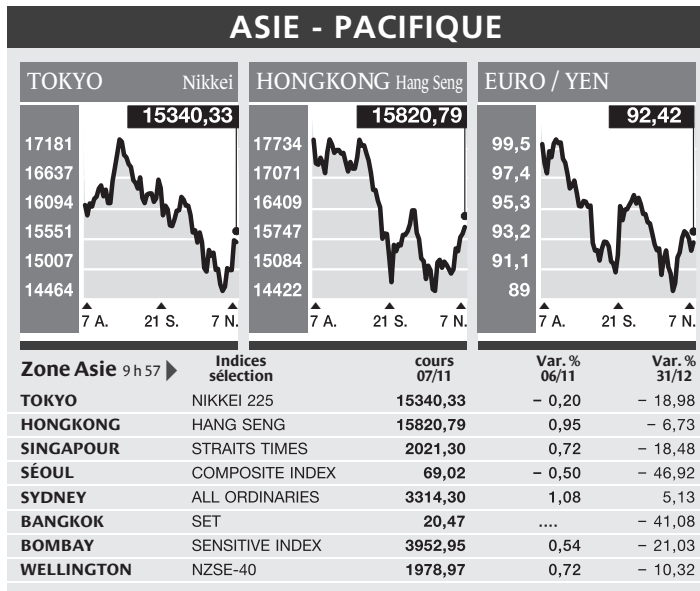 ASIE - PACIFIQUE
TOKYO Nikkei
15340,33
17181
16637
16094
15551
15007
14464
7 A. 21 S. 7 N.
HONGKONG Hang Seng
15820,79
17734
17071
16409
15747
15084
14422
7 A. 21 S. 7 N.
EURO / YEN
92,42
99,5
97,4
95,3
93,2
91,1
89
7 A. 21 S. 7 N.
Zone Asie 9 h 57 Indices sélection cours 07/11 Var. % 06/11 Var. % 31/12
TOKYO NIKKEI 225 15340,33 – 0,20 – 18,98
HONGKONG HANG SENG 15820,79 0,95 – 6,73
SINGAPOUR STRAITS TIMES 2021,30 0,72 – 18,48
SÉOUL COMPOSITE INDEX 69,02 – 0,50 – 46,92
SYDNEY ALL ORDINARIES 3314,30 1,08 5,13
BANGKOK SET 20,47 .... – 41,08
BOMBAY SENSITIVE INDEX 3952,95 0,54 – 21,03
WELLINGTON NZSE-40 1978,97 0,72 – 10,32